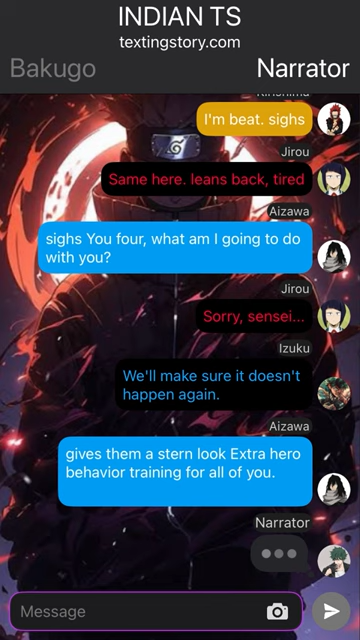 INDIAN TS
textingstory.com
Bakugo
Narrator
Kirishima
I'm beat. sighs
Jirou
Same here. leans back, tired
Aizawa
sighs You four, what am I going to do
with you?
Jirou
Sorry, sensei...
Izuku
We'll make sure it doesn't
happen again.
Aizawa
gives them a stern look Extra hero
behavior training for all of you.
Narrator
Message